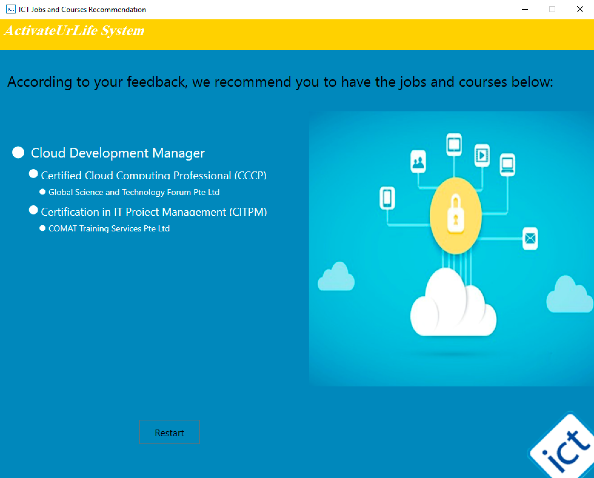 ICT Jobs and Courses Recommendation
ActivateUrLife System
According to your feedback, we recommend you to have the jobs and courses below:
Cloud Development Manager
Certified Cloud Computing Professional (CCCP)
Global Science and Technology Forum Pte Ltd
Certification in IT Project Management (CITPM)
COMAT Training Services Pte Ltd
Restart
ict